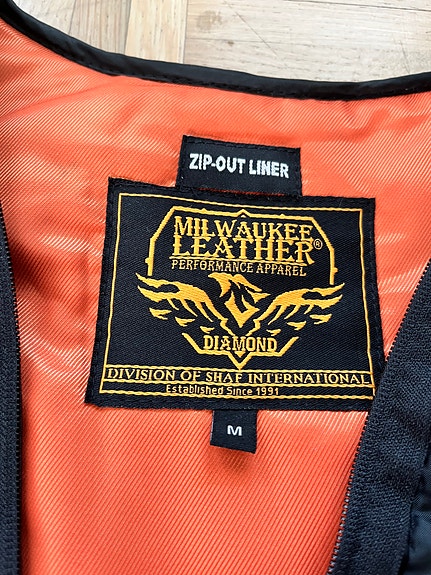 ZIP-OUT LINER
MILWAUKEE
LEATHER®
PERFORMANCE APPAREL
DIAMOND
DIVISION OF SHAF INTERNATIONAL
Established Since 1991
M